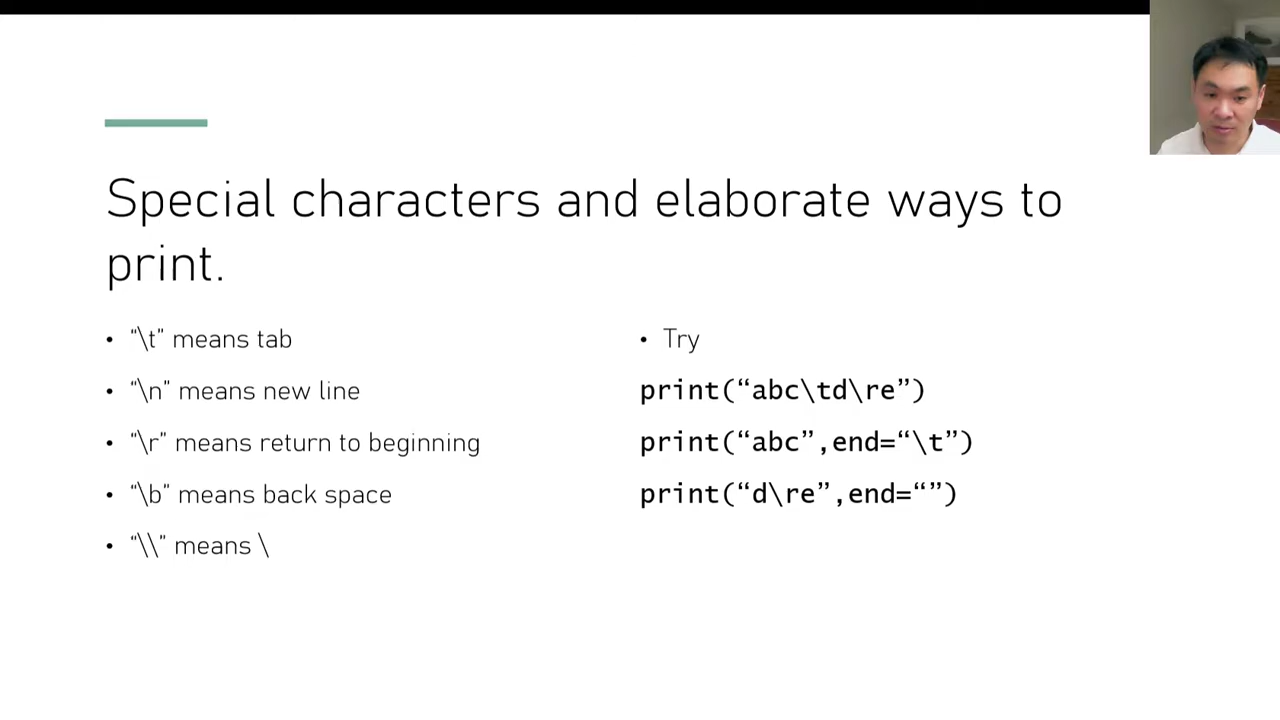 Special characters and elaborate ways to
print.
• “\t” means tab
• “\n” means new line
• “\r” means return to beginning
• “\b” means back space
• “\\” means \
• Try
print(“abc\td\re”)
print(“abc”,end=“\t”)
print(“d\re”,end=“”)